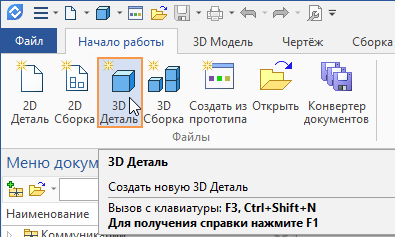 Файл Начало работы 3D Модель Чертёж Сборка
2D Деталь
2D Сборка
3D Деталь
3D Сборка
Создать из прототипа
Открыть
Конвертер документов
Файлы
Меню докум
3D Деталь
Создать новую 3D Деталь
Вызов с клавиатуры: F3, Ctrl+Shift+N
Для получения справки нажмите F1
Наименование